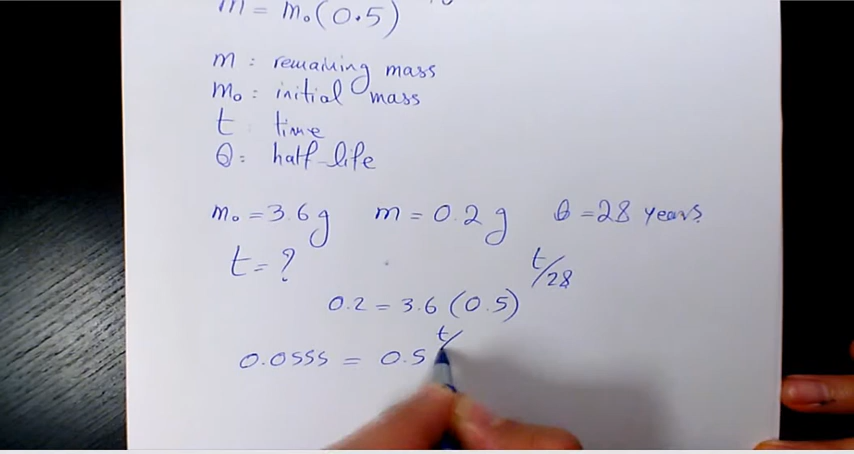 m = m₀(0.5)
m : remaining mass
m₀ : initial mass
t : time
θ = half-life
m₀ = 3.6 g m = 0.2 g θ = 28 years
t = ?
0.2 = 3.6 (0.5)^t/28
0.0555 = 0.5^t/